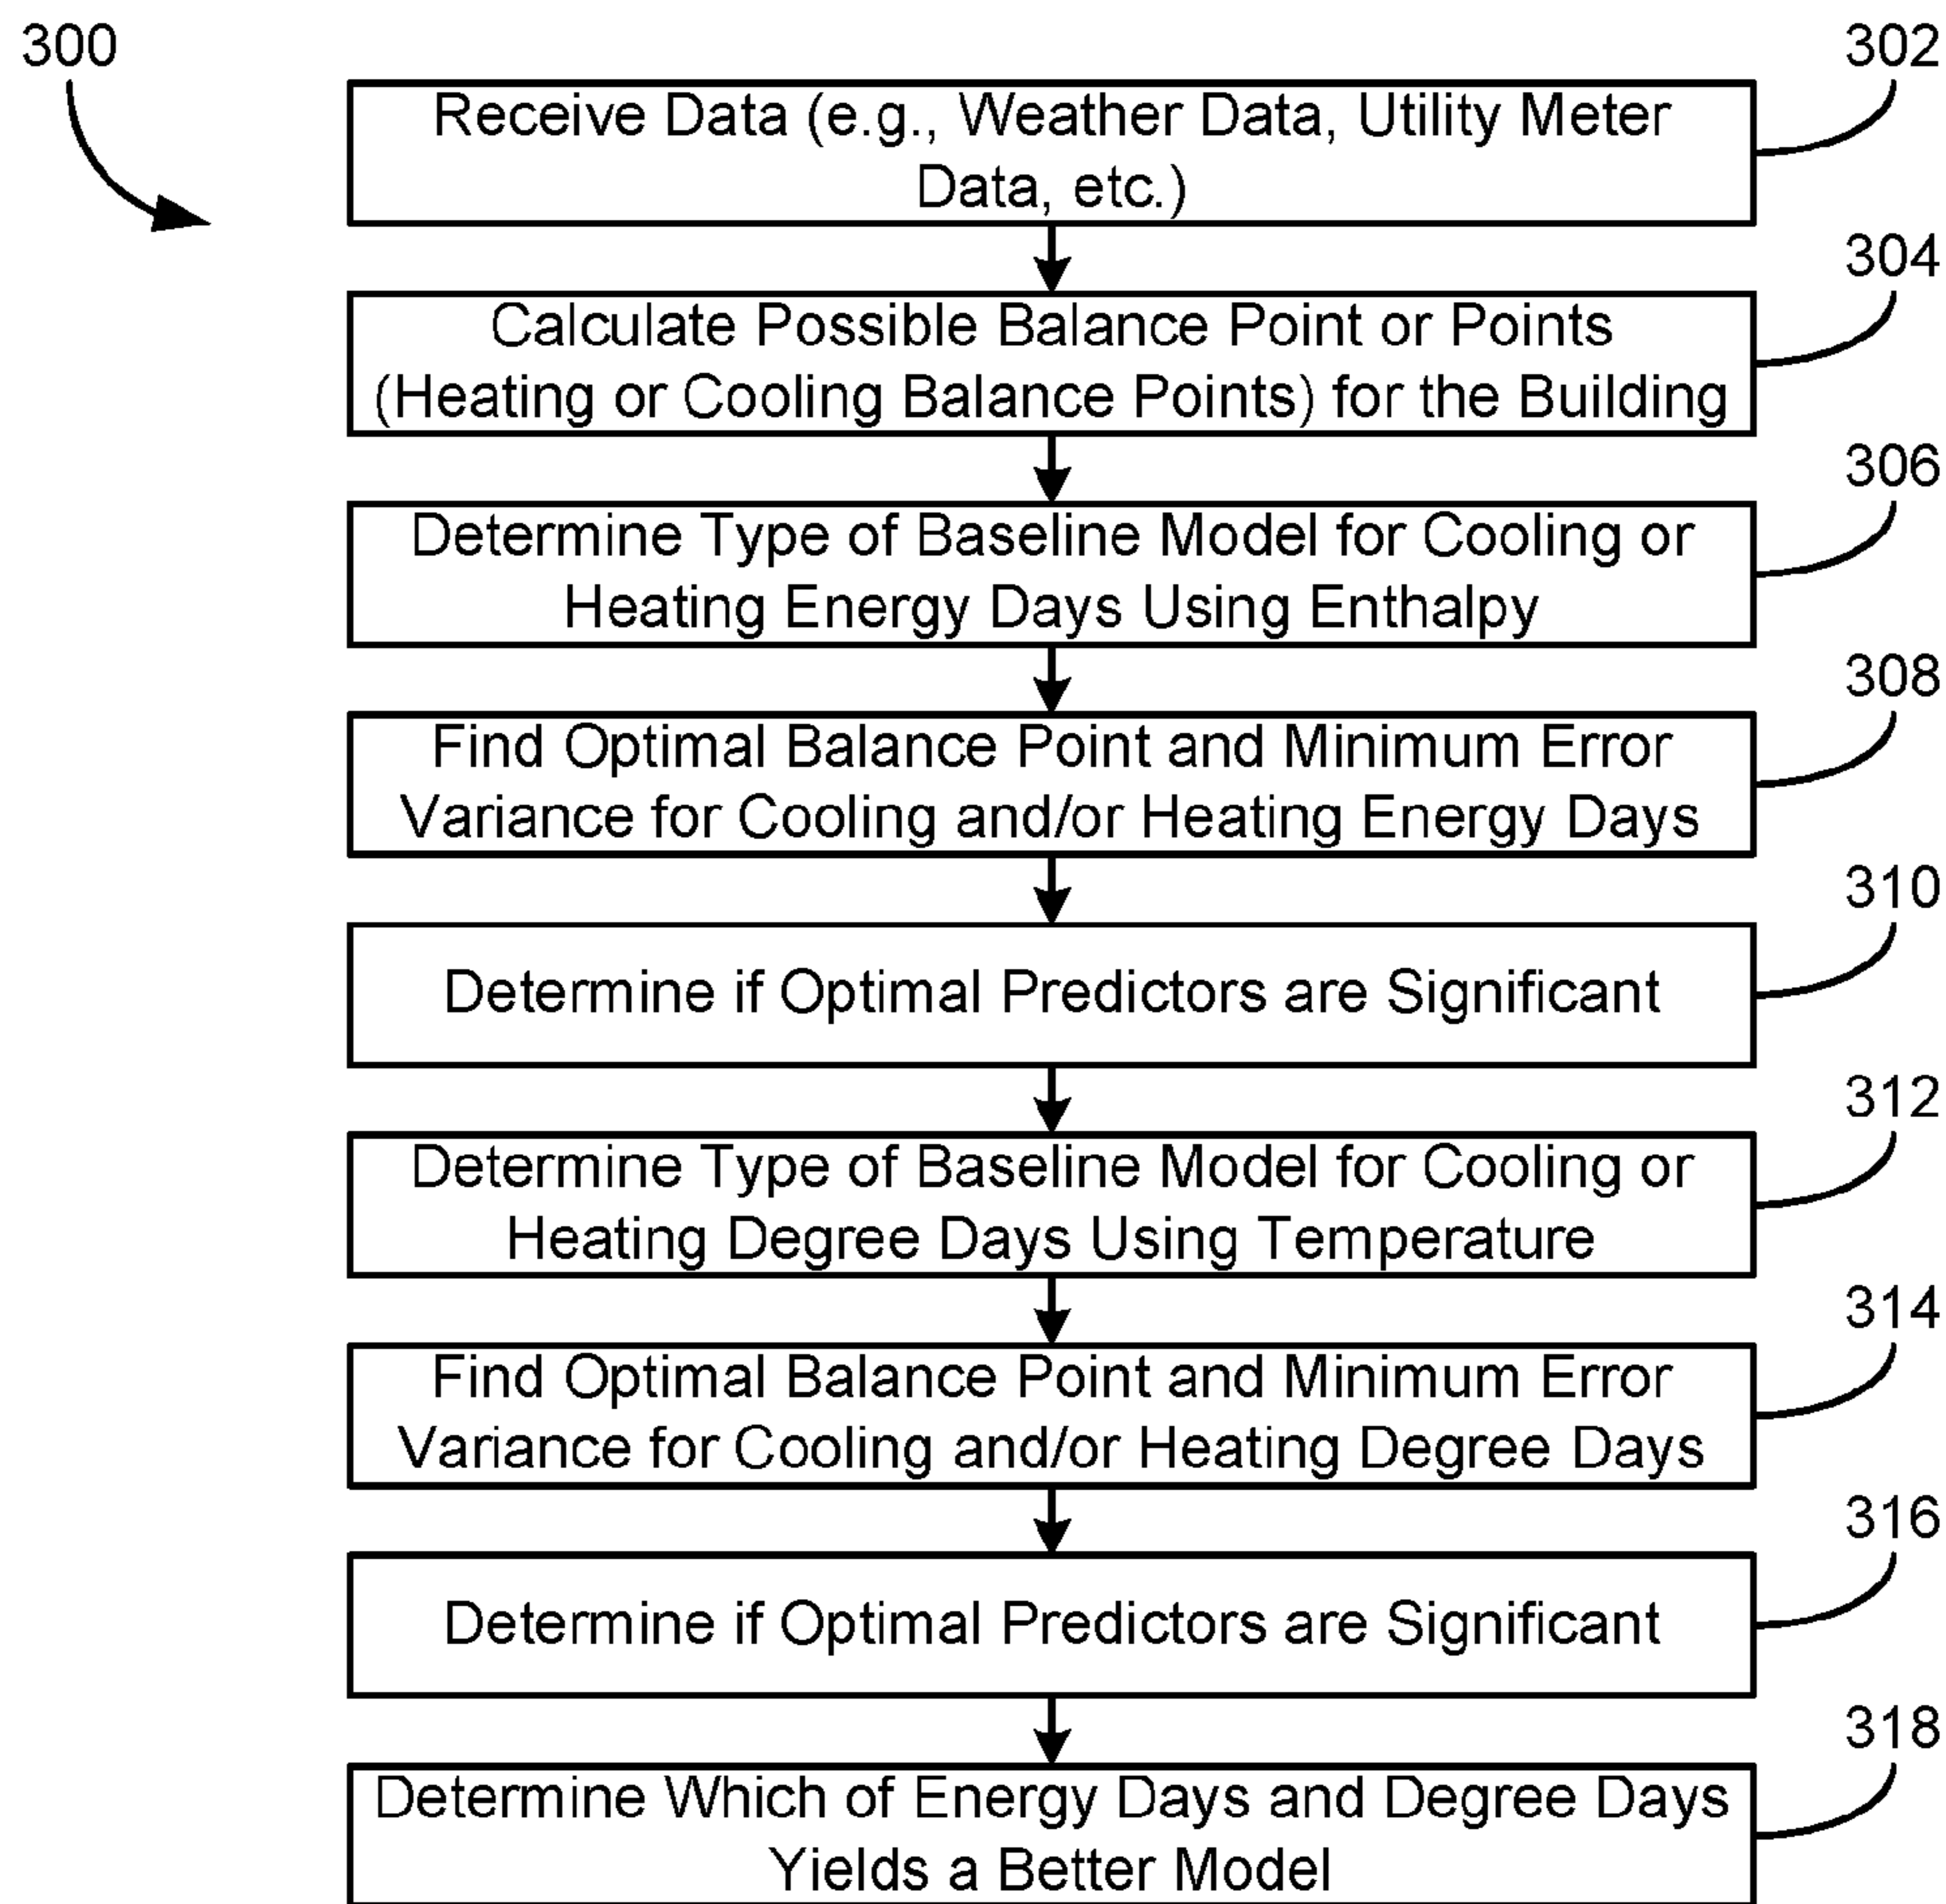 300
302
Receive Data (e.g., Weather Data, Utility Meter
Data, etc.)
304
Calculate Possible Balance Point or Points
(Heating or Cooling Balance Points) for the Building
306
Determine Type of Baseline Model for Cooling or
Heating Energy Days Using Enthalpy
308
Find Optimal Balance Point and Minimum Error
Variance for Cooling and/or Heating Energy Days
310
Determine if Optimal Predictors are Significant
312
Determine Type of Baseline Model for Cooling or
Heating Degree Days Using Temperature
314
Find Optimal Balance Point and Minimum Error
Variance for Cooling and/or Heating Degree Days
316
Determine if Optimal Predictors are Significant
318
Determine Which of Energy Days and Degree Days
Yields a Better Model